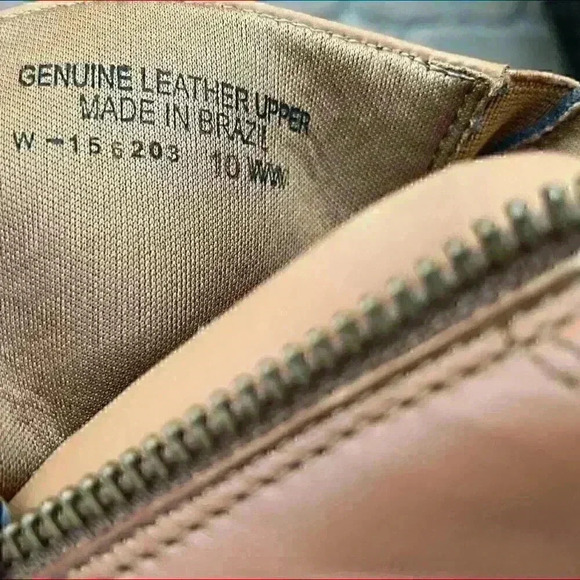 GENUINE LEATHER UPPER
MADE IN BRAZIL
W-156203 10 WW